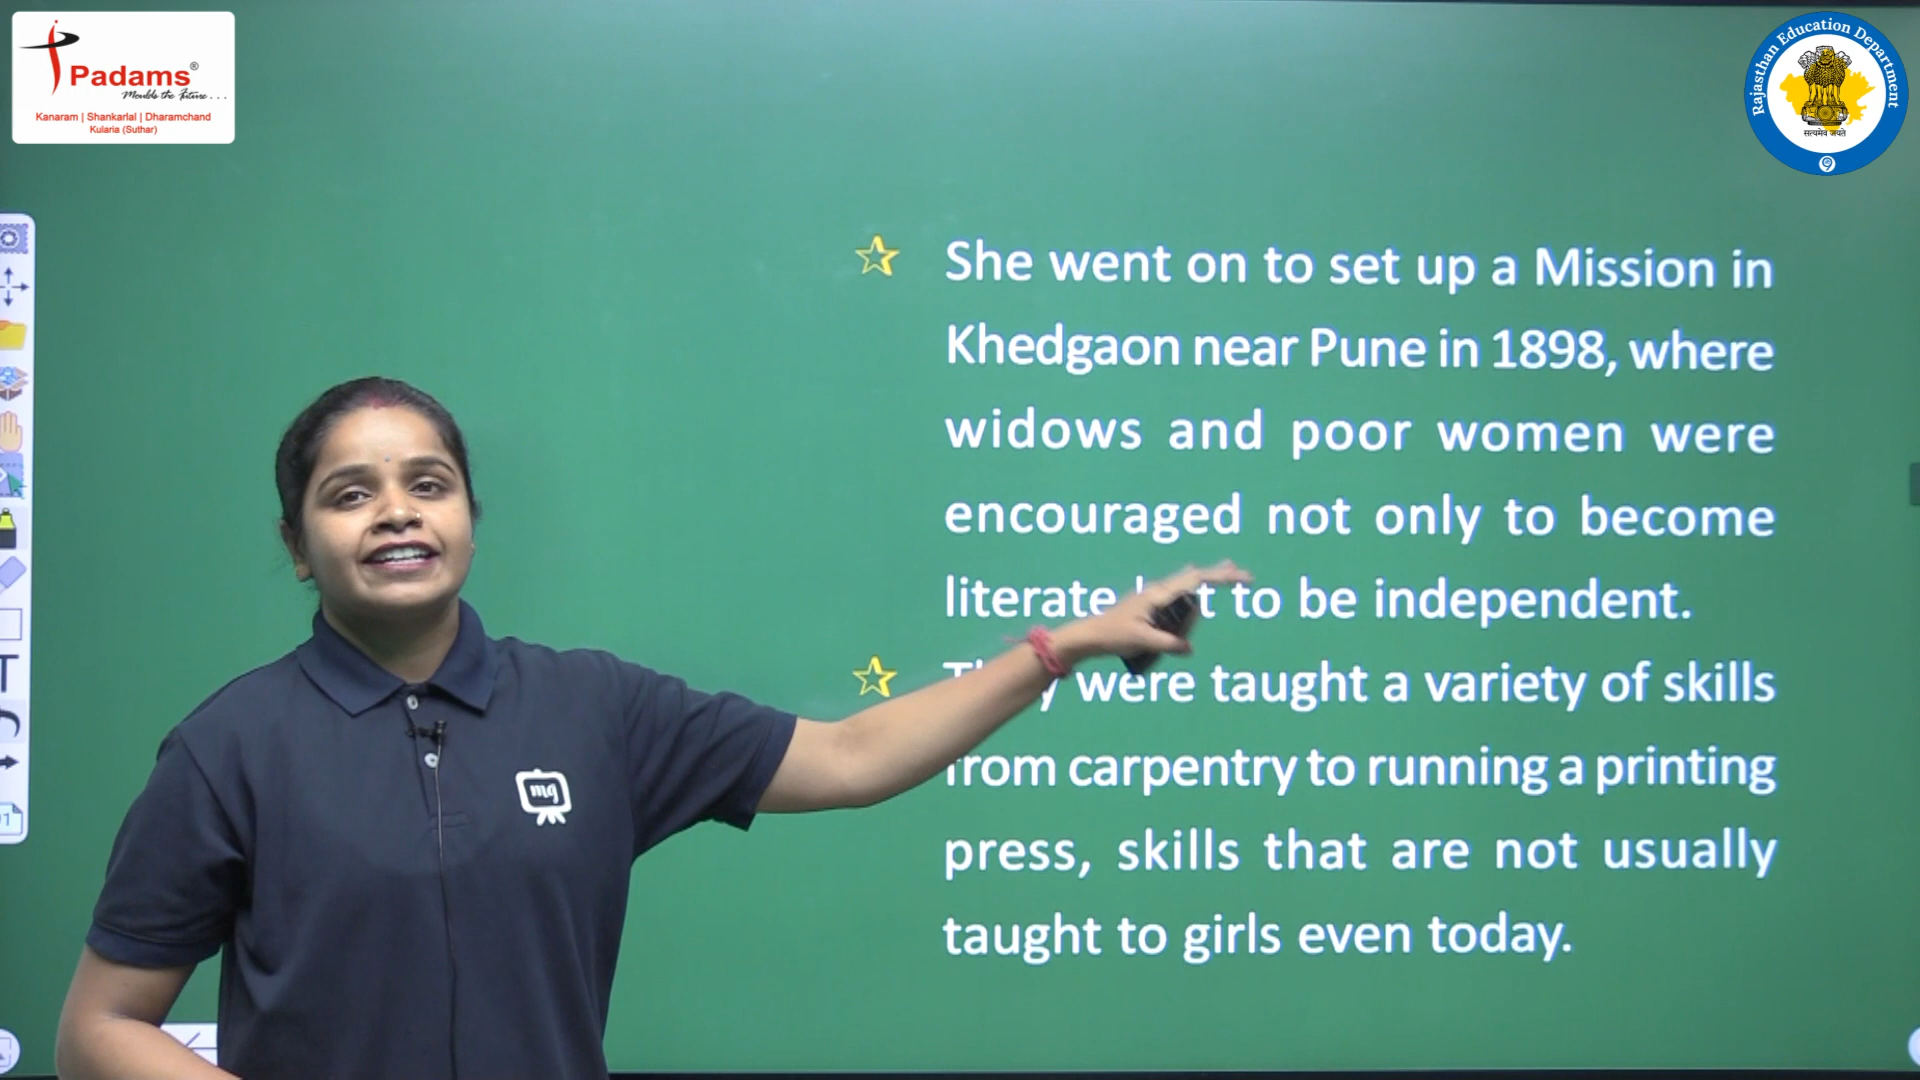 Padams®
Moulds the Future...
Kanaram | Shankarlal | Dharamchand
Kularia (Suthar)
Rajasthan Education Department
सत्यमेव जयते
She went on to set up a Mission in
Khedgaon near Pune in 1898, where
widows and poor women were
encouraged not only to become
literate to be independent.
were taught a variety of skills
from carpentry to running a printing
press, skills that are not usually
taught to girls even today.
mg